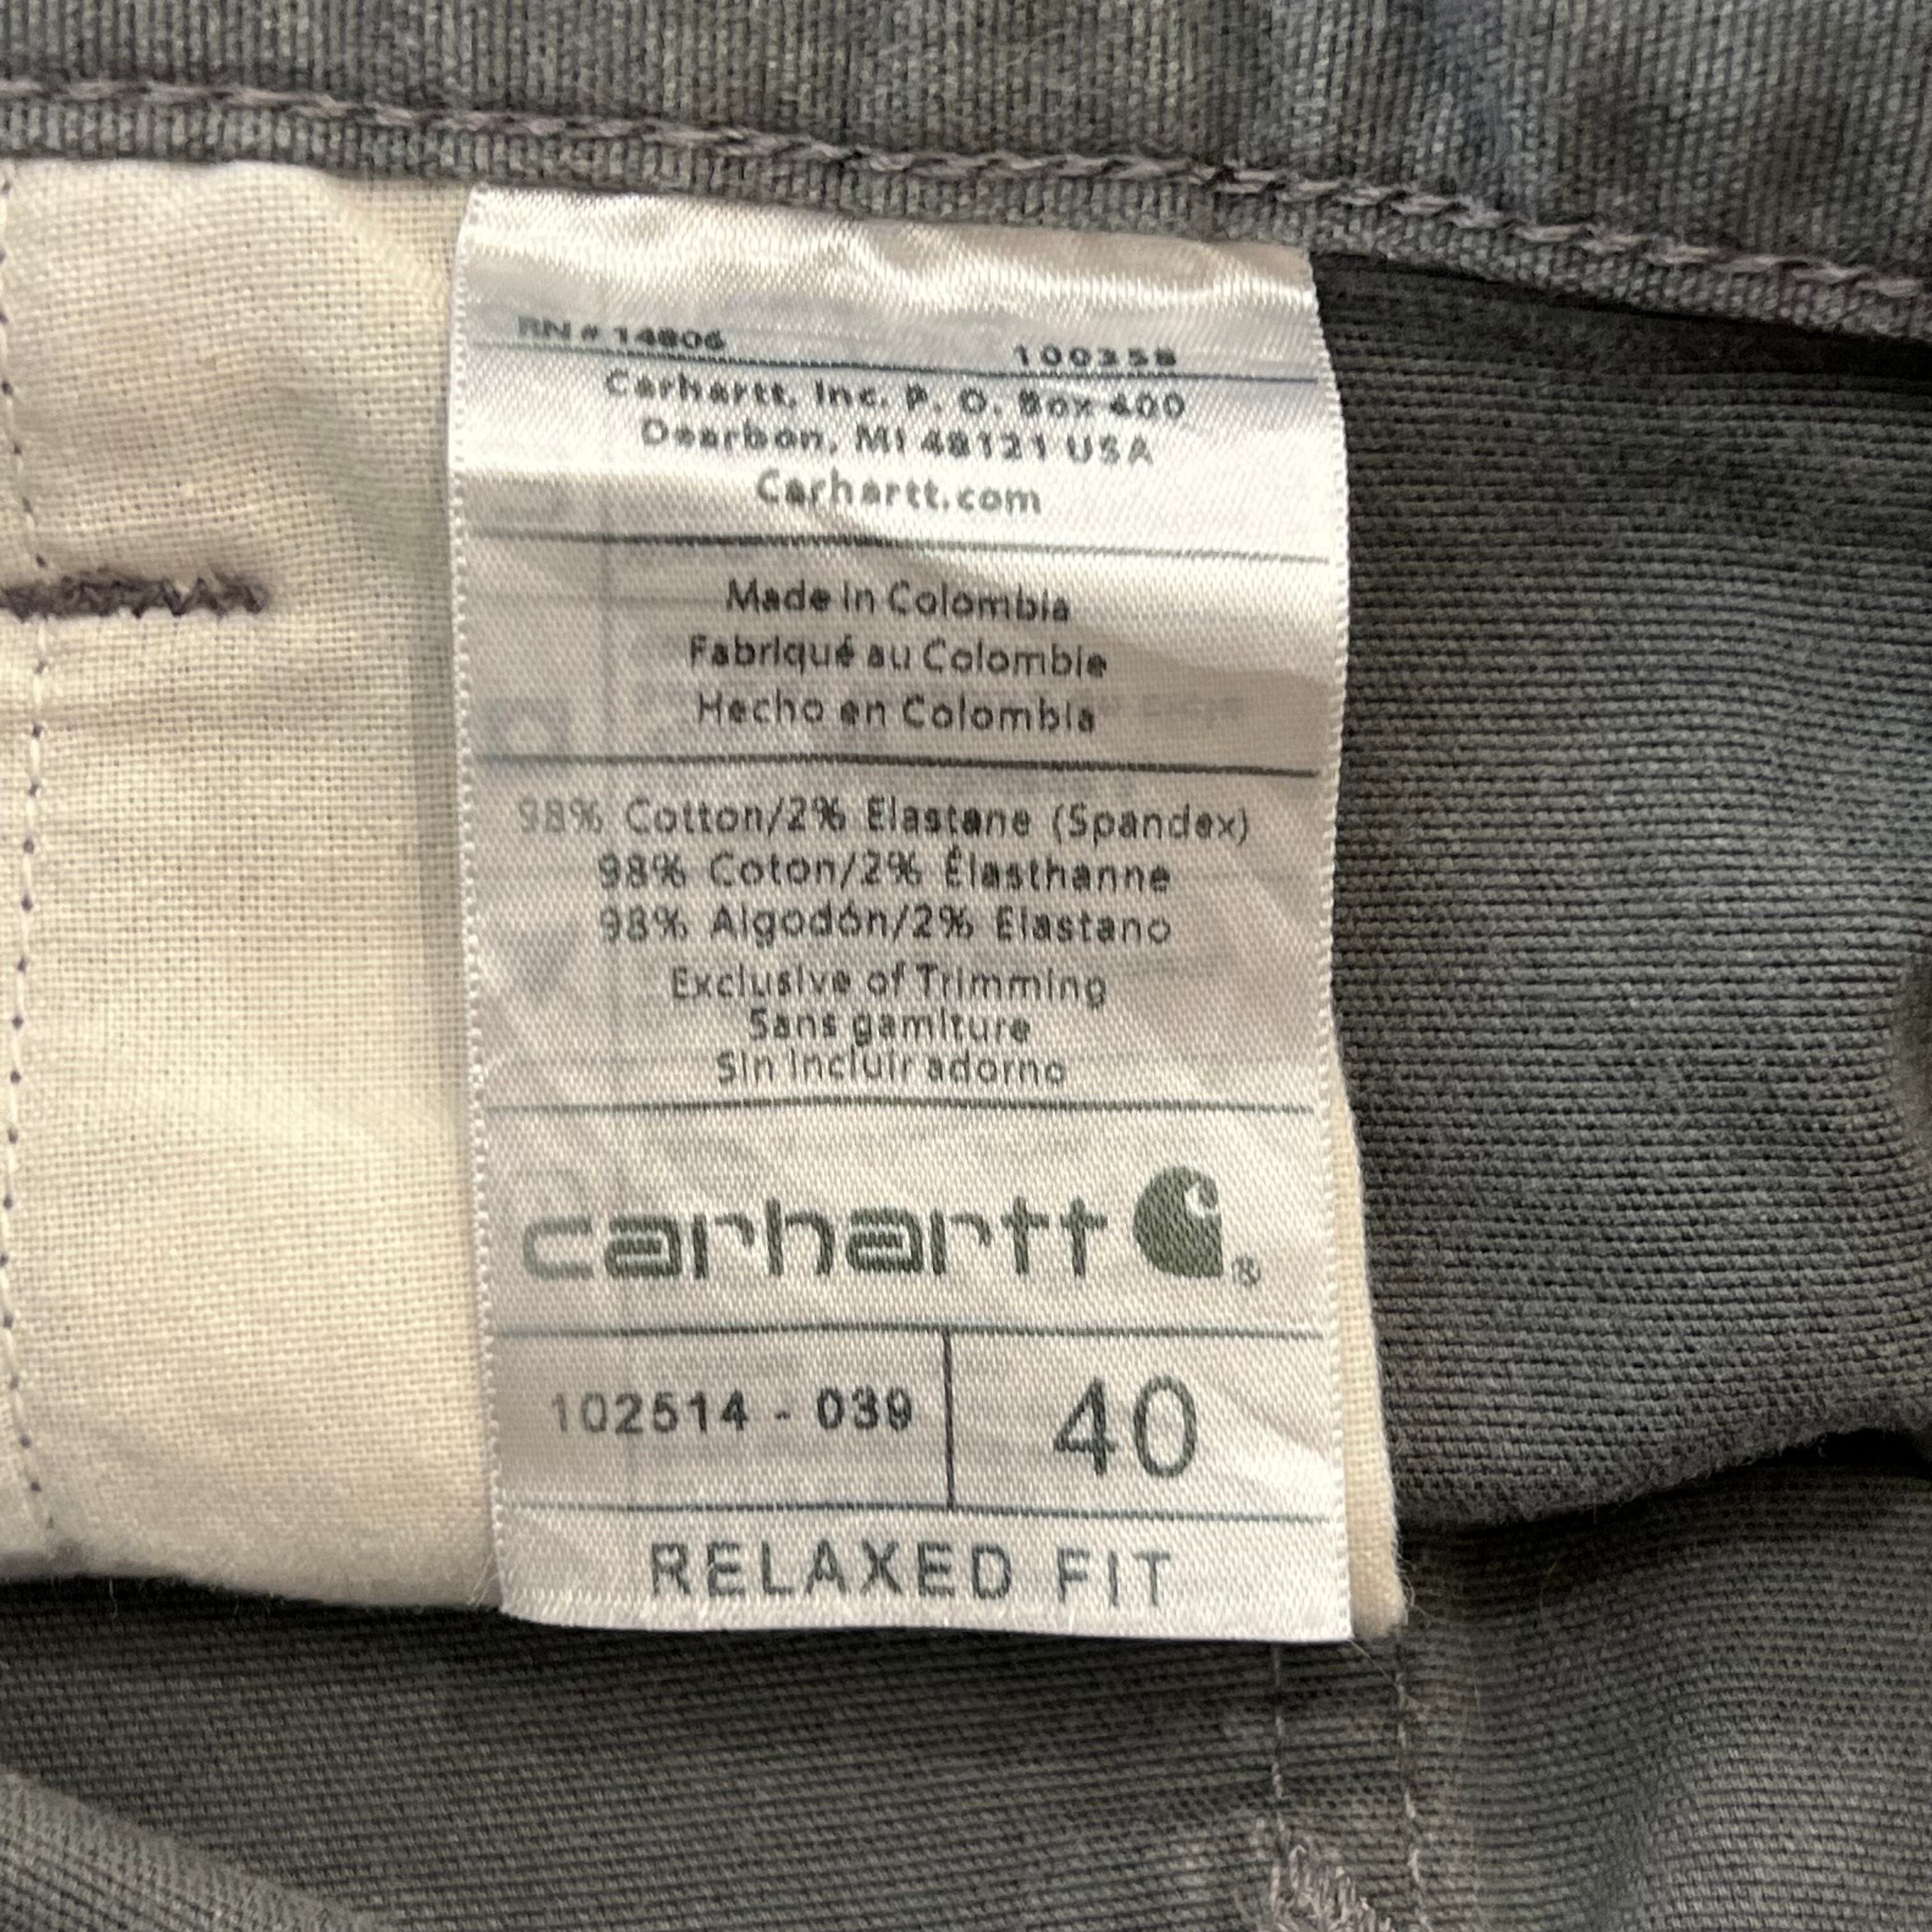 RN # 14806 100358
Carhartt, Inc. P. O. Box 400
Dearbon, MI 48121 USA
Carhartt.com
Made in Colombia
Fabriqué au Colombie
Hecho en Colombia
98% Cotton/2% Elastane (Spandex)
98% Coton/2% Élasthanne
98% Algodón/2% Elastano
Exclusive of Trimming
Sans garniture
Sin incluir adorno
carhartt ®
102514 - 039 40
RELAXED FIT